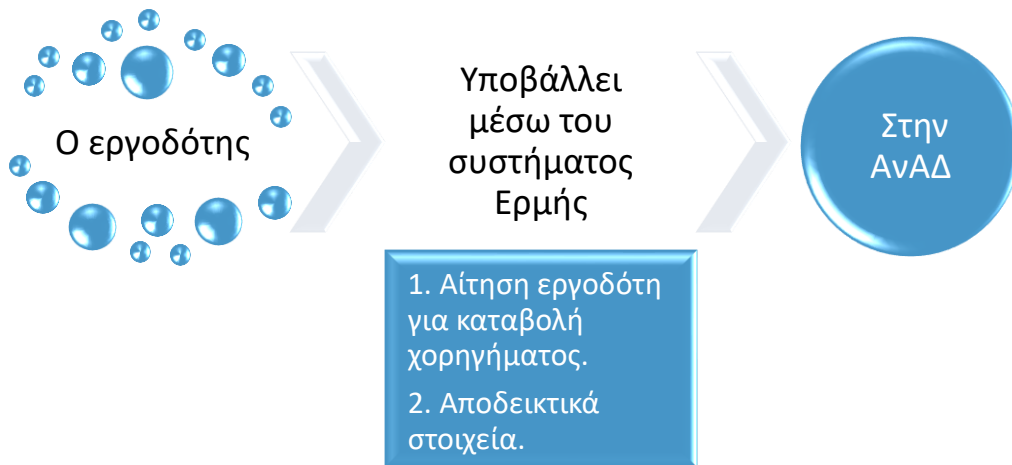 Ο εργοδότης
Υποβάλλει
μέσω του
συστήματος
Ερμής
Στην
ΑνΑΔ
1. Αίτηση εργοδότη
για καταβολή
χορηγήματος.
2. Αποδεικτικά
στοιχεία.